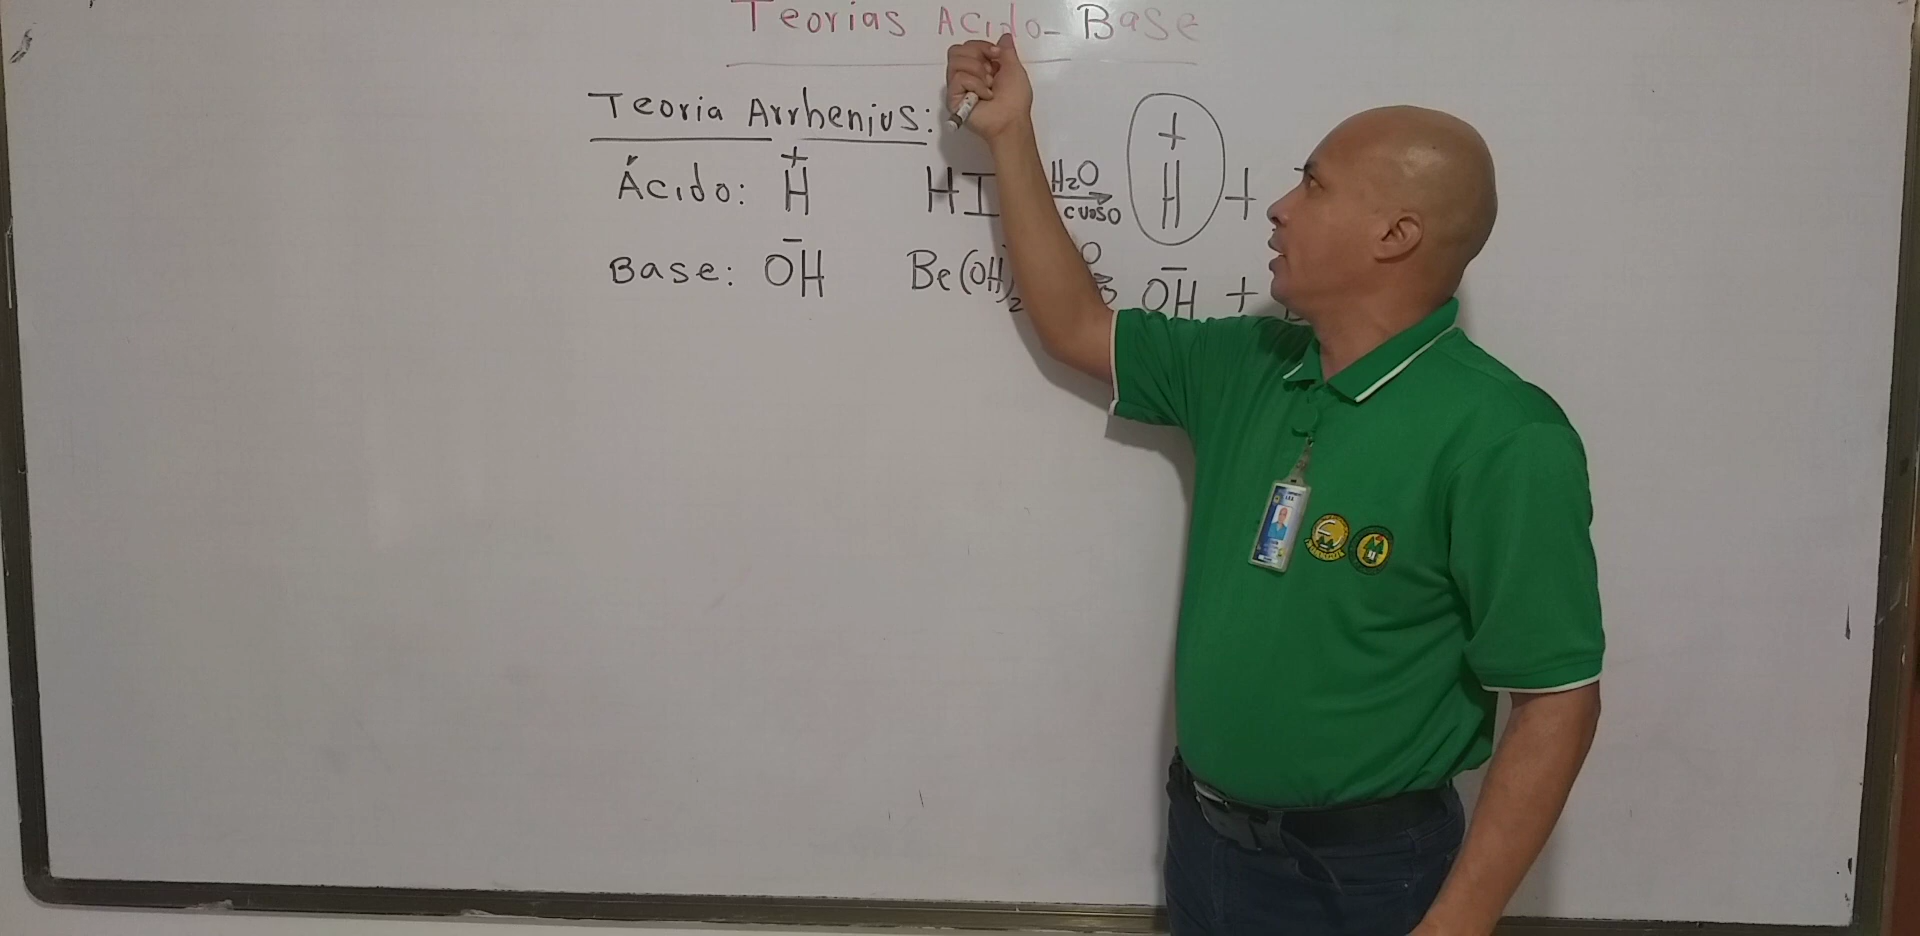 Teorias Acido-Base
Teoria Arrhenius:
Ácido: H⁺ HI H₂O cuoso H⁺ +
Base: OH⁻ Be(OH)₂ OH⁻ +